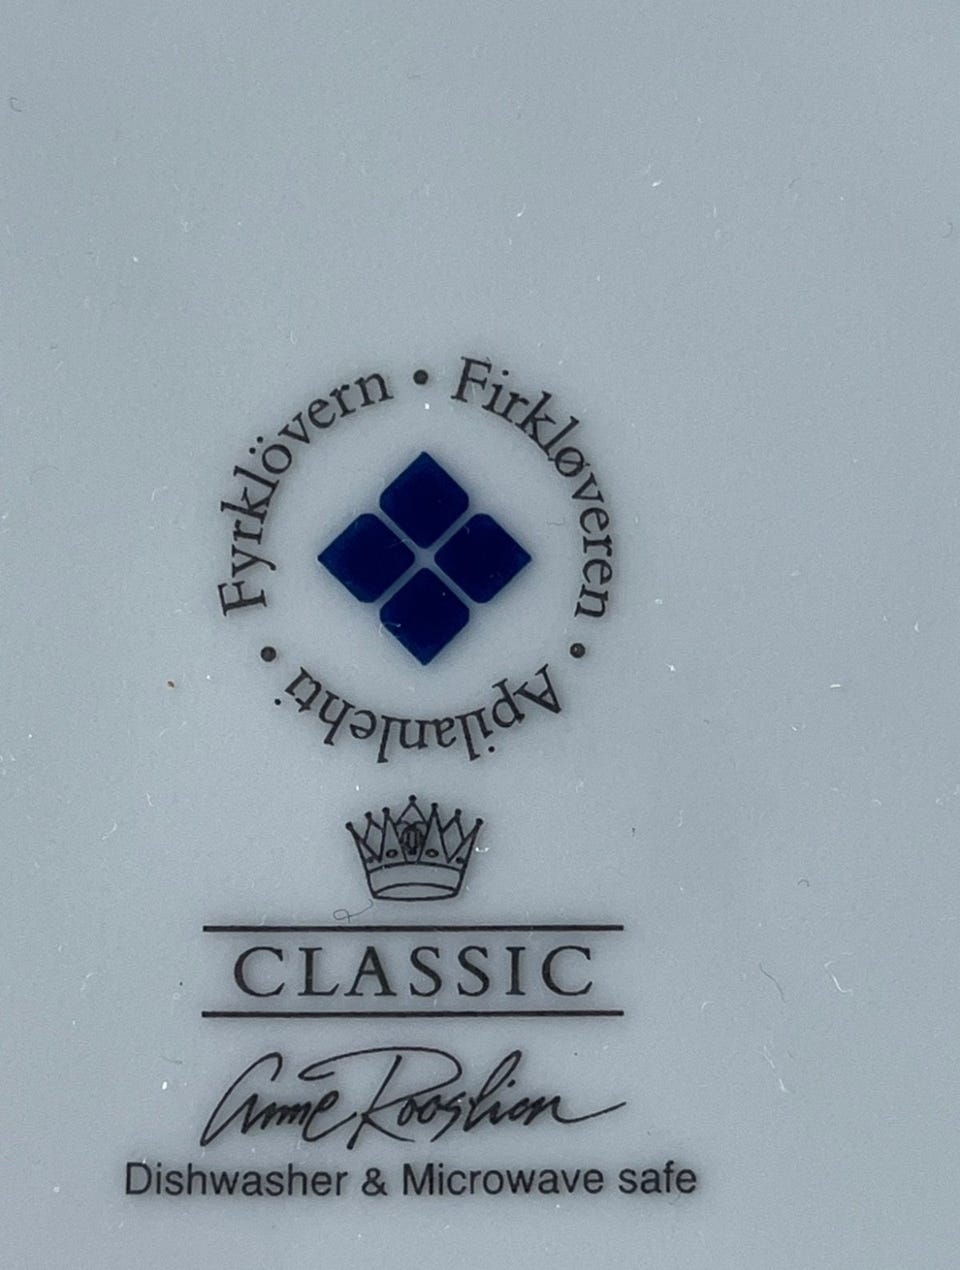 Fyrklövern • Firkløveren • Apilanlehti •
CLASSIC
Anne Rooslien
Dishwasher & Microwave safe